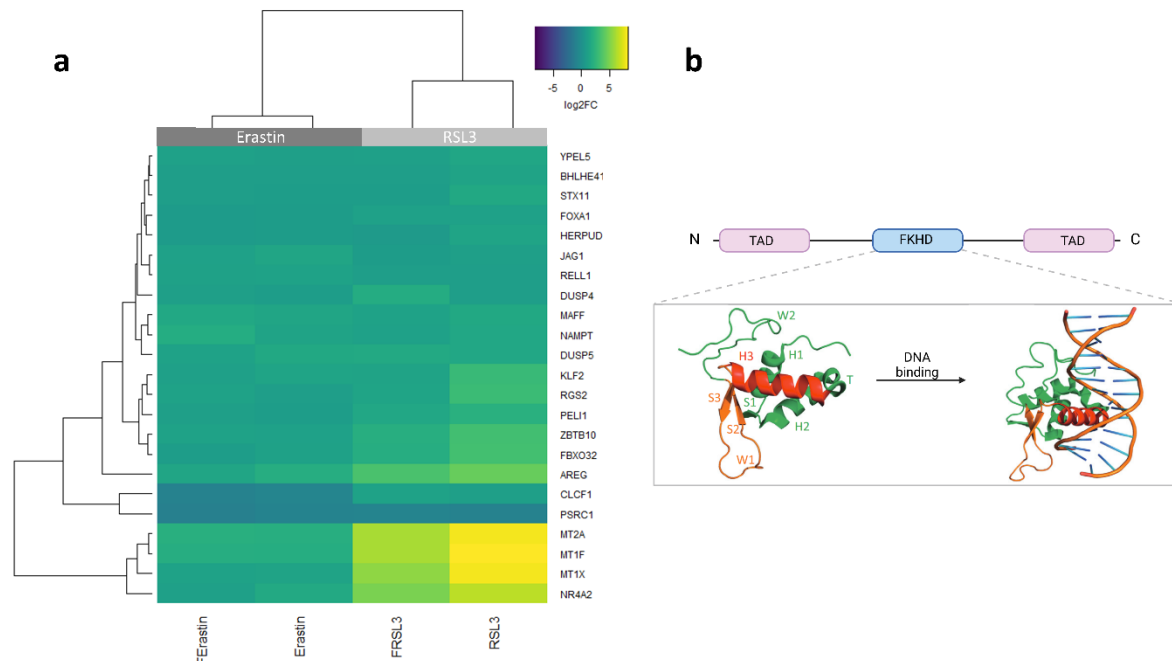 a
-5 0 5
log2FC
Erastin RSL3
YPEL5
BHLHE41
STX11
FOXA1
HERPUD
JAG1
RELL1
DUSP4
MAFF
NAMPT
DUSP5
KLF2
RGS2
PELI1
ZBTB10
FBXO32
AREG
CLCF1
PSRC1
MT2A
MT1F
MT1X
NR4A2
FErastin
Erastin
FRSL3
RSL3
b
N TAD FKHD TAD C
W2
H3 H1
T
S3 S1
S2 H2
W1
DNA
binding